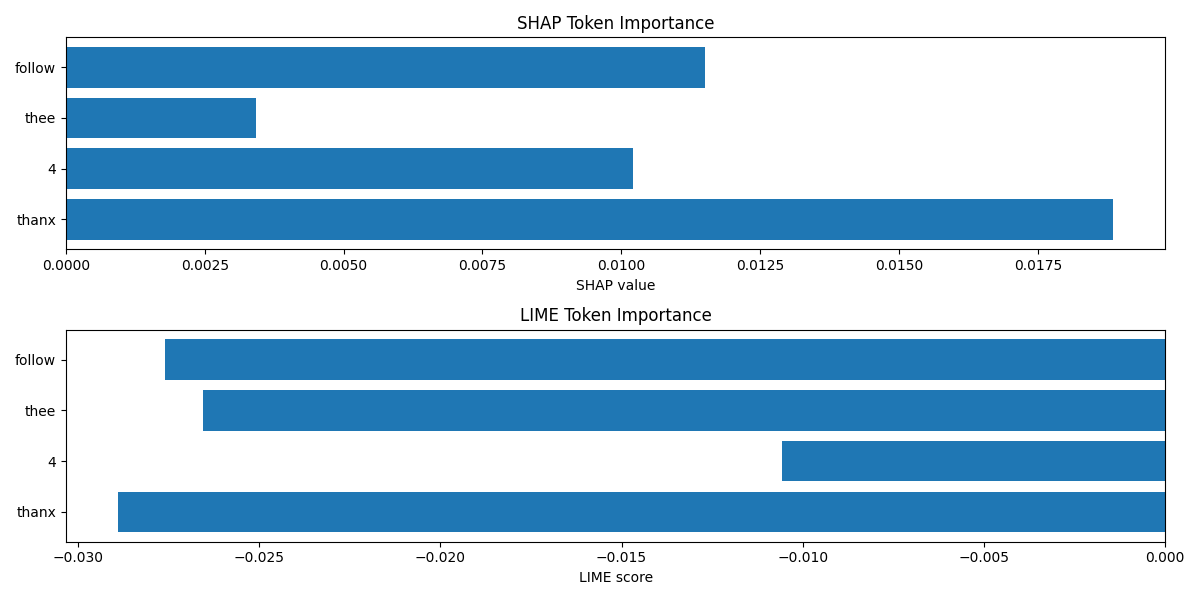 SHAP Token Importance
follow
thee
4
thanx
0.0000 0.0025 0.0050 0.0075 0.0100 0.0125 0.0150 0.0175
SHAP value
LIME Token Importance
follow
thee
4
thanx
−0.030 −0.025 −0.020 −0.015 −0.010 −0.005 0.000
LIME score